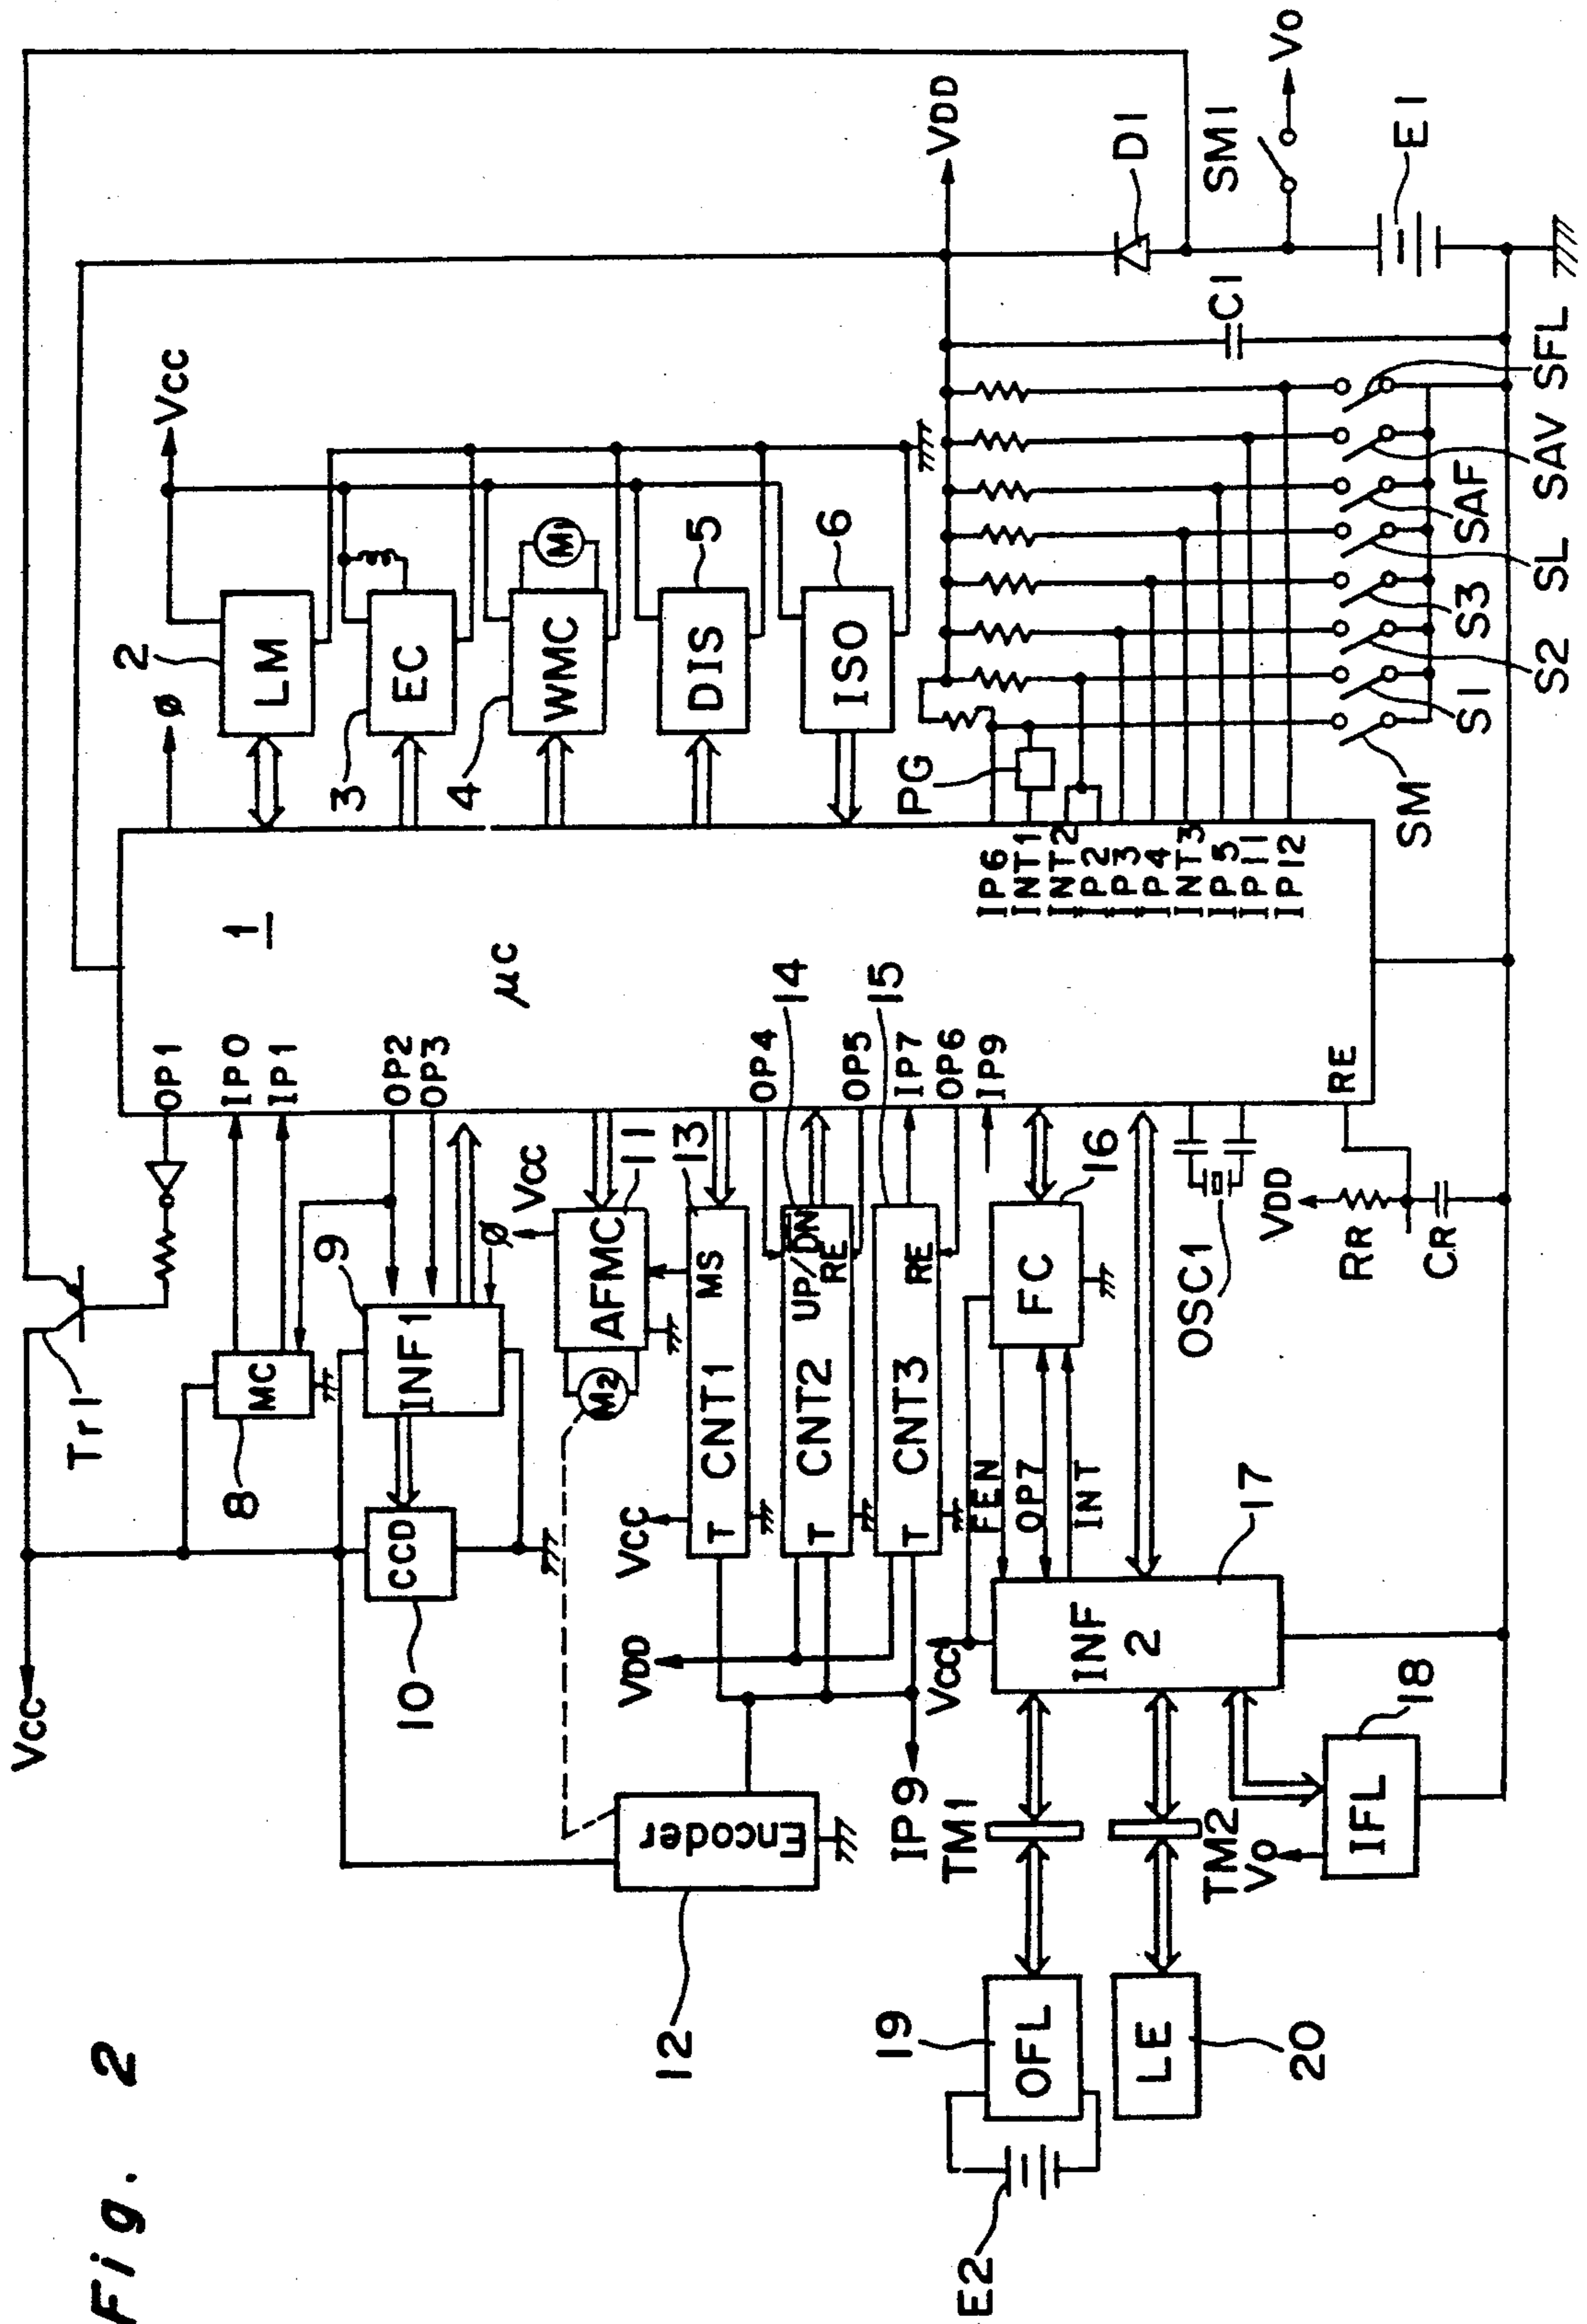 Fig. 2
Vcc
Tr1
OP1
IP0
IP1
MC
8
OP2
OP3
9
INF1
ø
CCD
10
1
μC
ø
Vcc
2
LM
3
EC
4
WMC
M1
DIS
5
ISO
6
VDD
D1
SM1
Vo
E1
C1
Vcc
11
AFMC
M2
13
MS
CNT1
T
Vcc
OP4
14
UP/DN
RE
CNT2
T
OP5
15
IP7
RE
CNT3
T
OP6
IP9
VDD
Encoder
12
IP9
PG
IP6
INT1
INT2
IP2
IP3
IP4
INT3
IP5
IP11
IP12
SM
S1
S2
S3
SL
SAF
SAV
SFL
16
FC
FEN
OP7
INT
Vcc
INF
2
17
OSC1
RE
VDD
RR
CR
TM1
TM2
Vo
IFL
18
19
OFL
LE
20
E2